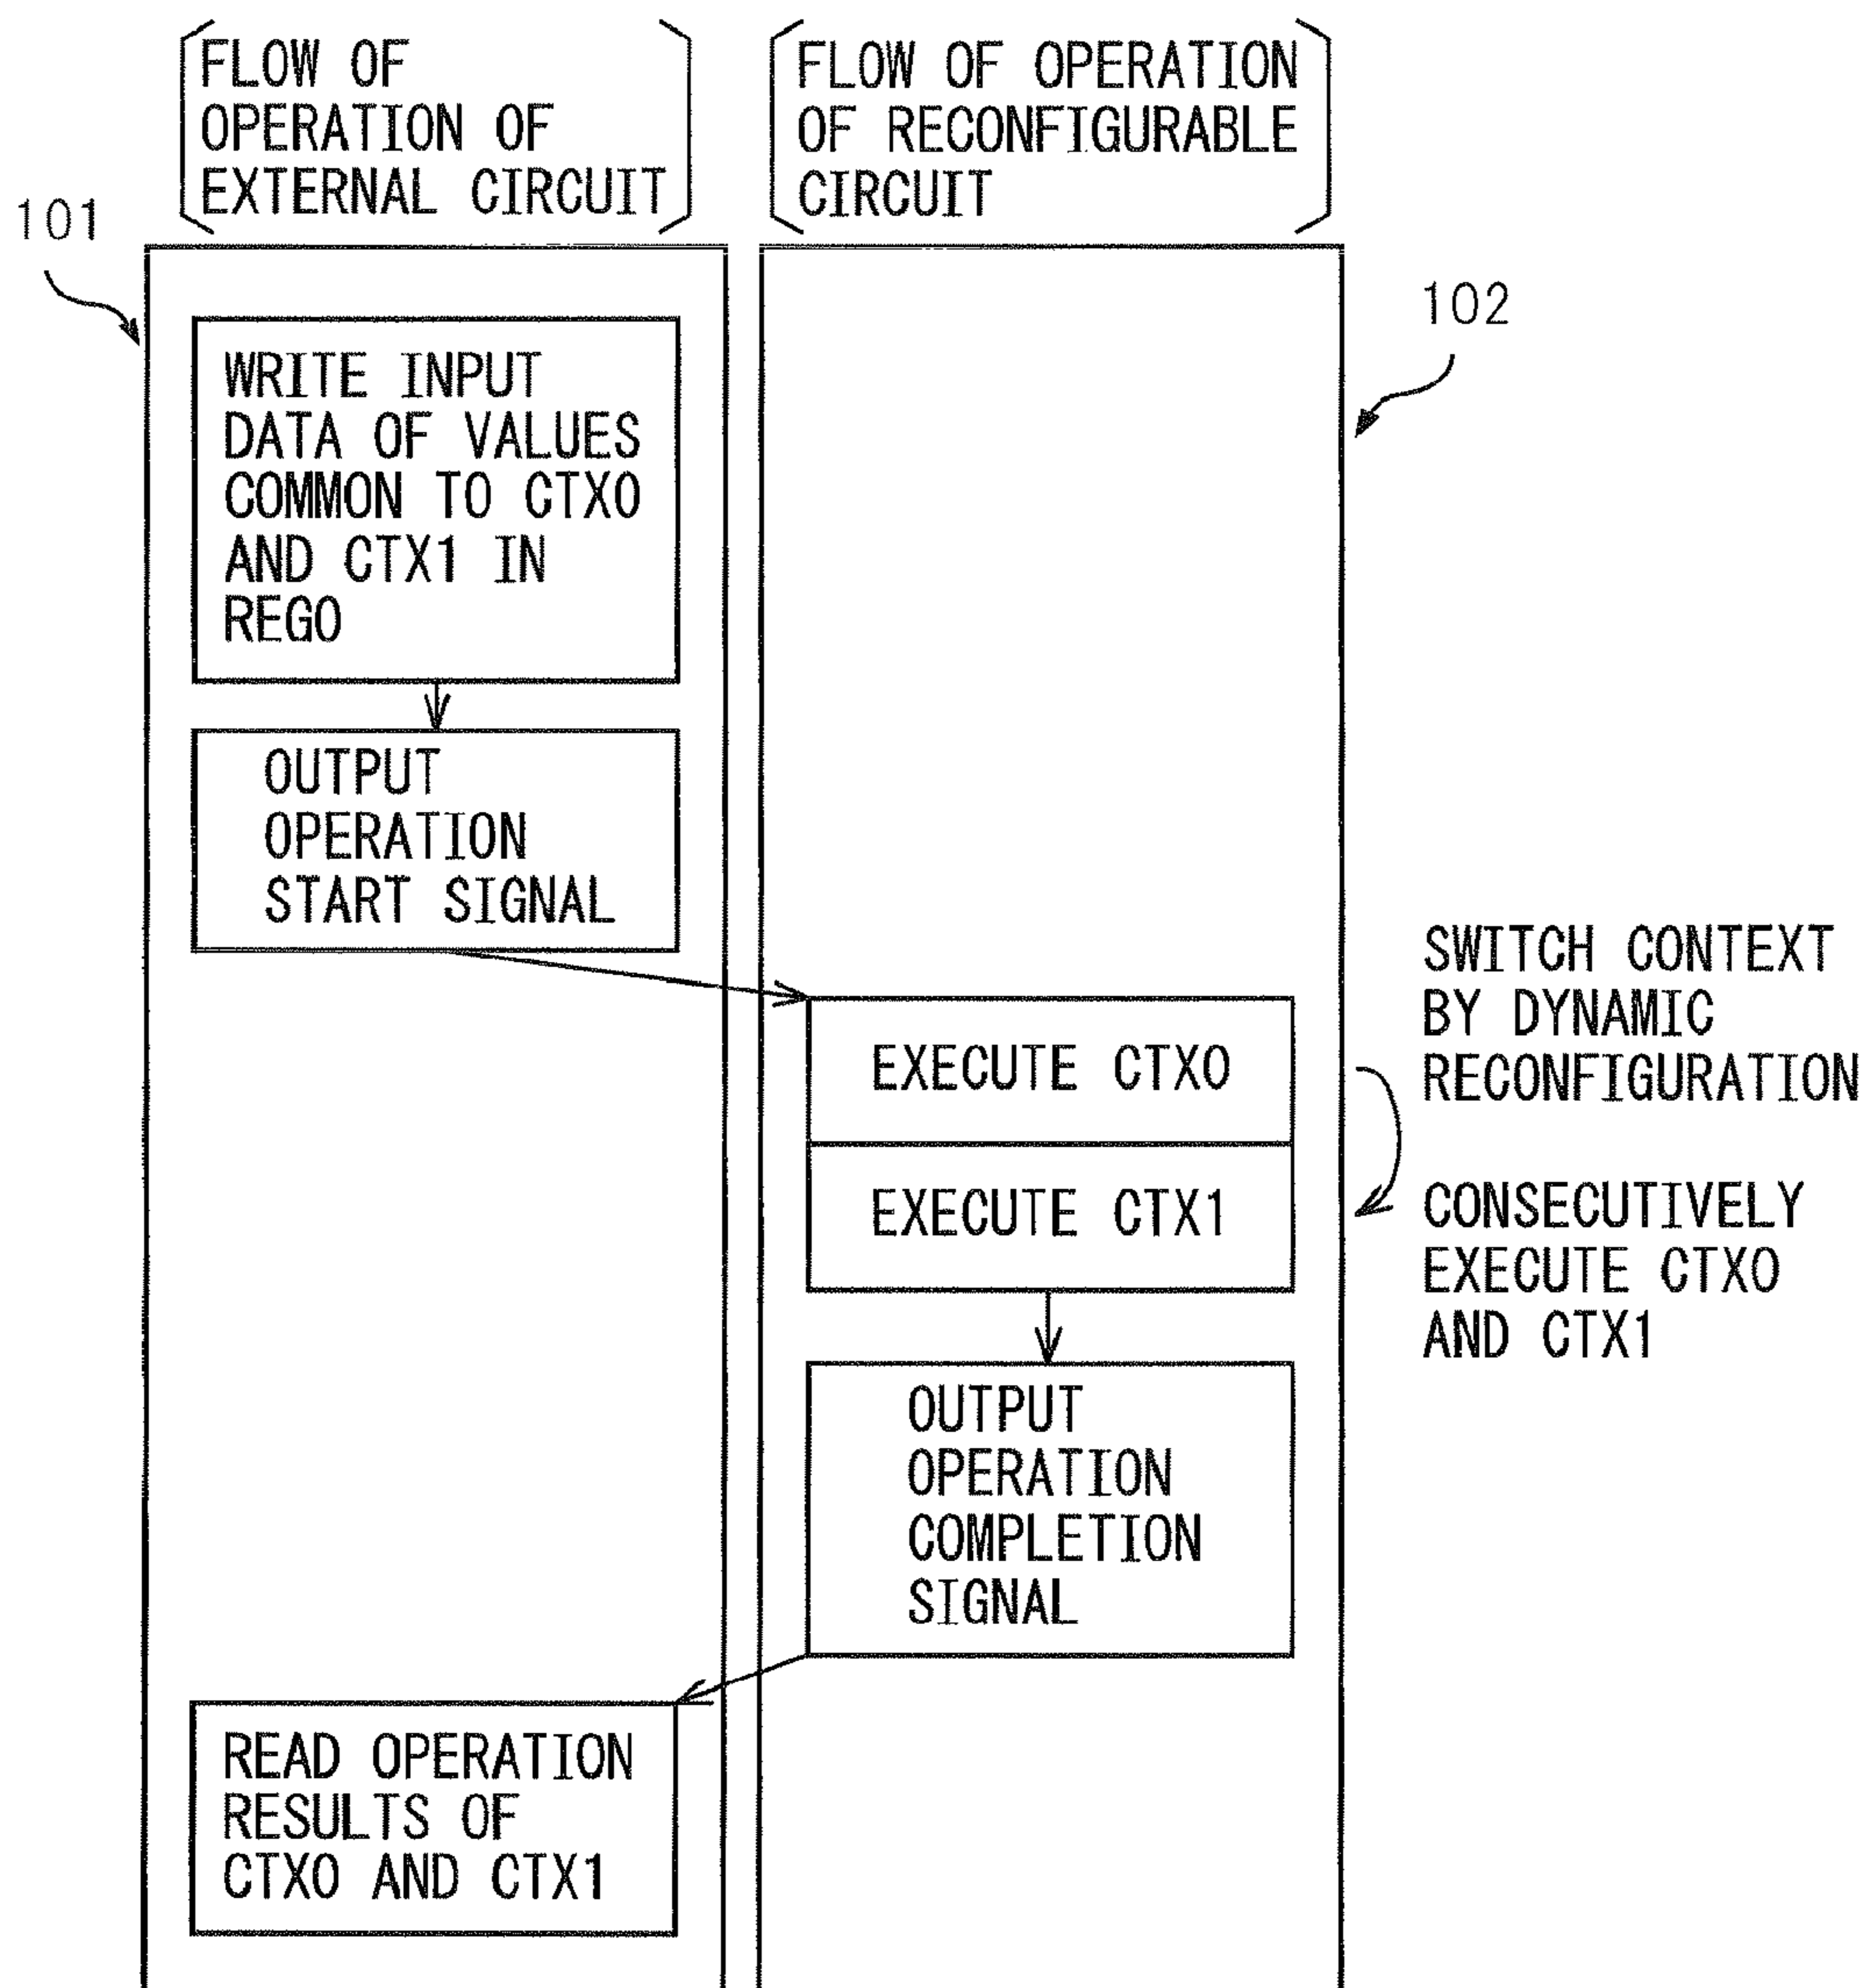 FLOW OF
OPERATION OF
EXTERNAL CIRCUIT
FLOW OF OPERATION
OF RECONFIGURABLE
CIRCUIT
101
102
WRITE INPUT
DATA OF VALUES
COMMON TO CTX0
AND CTX1 IN
REG0
OUTPUT
OPERATION
START SIGNAL
EXECUTE CTX0
EXECUTE CTX1
SWITCH CONTEXT
BY DYNAMIC
RECONFIGURATION
CONSECUTIVELY
EXECUTE CTX0
AND CTX1
OUTPUT
OPERATION
COMPLETION
SIGNAL
READ OPERATION
RESULTS OF
CTX0 AND CTX1